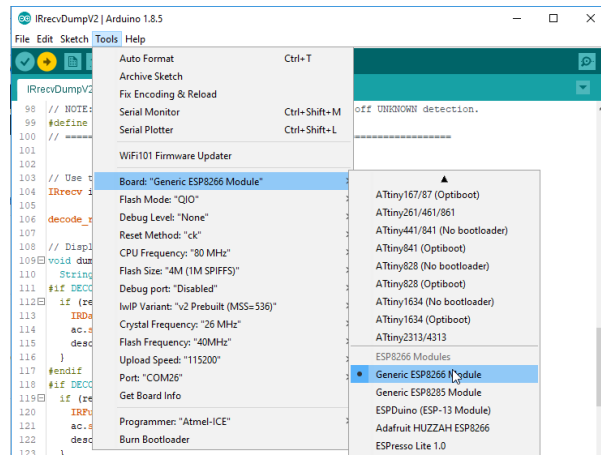 IRrecvDumpV2 | Arduino 1.8.5
File Edit Sketch Tools Help
IRrecvDumpV2
98 // NOTE: off UNKNOWN detection.
99 #define
100 // ===== ==================
101
102
103 // Use t
104 IRrecv i
105
106 decode_r
107
108 // Displ
109 void dum
110 String
111 #if DECO
112 if (re
113 IRDa
114 ac.s
115 desc
116 }
117 #endif
118 #if DECO
119 if (re
120 IRFu
121 ac.s
122 desc
123 }
Auto Format Ctrl+T
Archive Sketch
Fix Encoding & Reload
Serial Monitor Ctrl+Shift+M
Serial Plotter Ctrl+Shift+L
WiFi101 Firmware Updater
Board: "Generic ESP8266 Module"
Flash Mode: "QIO"
Debug Level: "None"
Reset Method: "ck"
CPU Frequency: "80 MHz"
Flash Size: "4M (1M SPIFFS)"
Debug port: "Disabled"
lwIP Variant: "v2 Prebuilt (MSS=536)"
Crystal Frequency: "26 MHz"
Flash Frequency: "40MHz"
Upload Speed: "115200"
Port: "COM26"
Get Board Info
Programmer: "Atmel-ICE"
Burn Bootloader
ATtiny167/87 (Optiboot)
ATtiny261/461/861
ATtiny441/841 (No bootloader)
ATtiny841 (Optiboot)
ATtiny828 (No bootloader)
ATtiny828 (Optiboot)
ATtiny1634 (No bootloader)
ATtiny1634 (Optiboot)
ATtiny2313/4313
ESP8266 Modules
Generic ESP8266 Module
Generic ESP8285 Module
ESPDuino (ESP-13 Module)
Adafruit HUZZAH ESP8266
ESPresso Lite 1.0